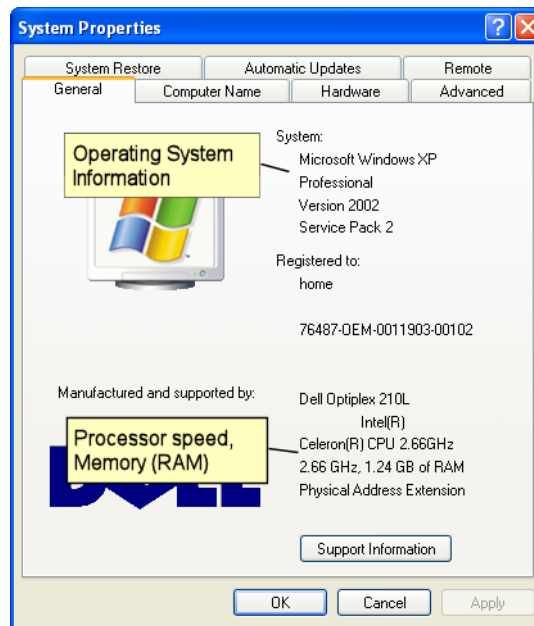 System Properties
System Restore
Automatic Updates
Remote
General
Computer Name
Hardware
Advanced
Operating System
Information
System:
Microsoft Windows XP
Professional
Version 2002
Service Pack 2
Registered to:
home
76487-OEM-0011903-00102
Manufactured and supported by:
Dell Optiplex 210L
Intel(R)
Processor speed,
Memory (RAM)
Celeron(R) CPU 2.66GHz
2.66 GHz, 1.24 GB of RAM
Physical Address Extension
Support Information
OK
Cancel
Apply